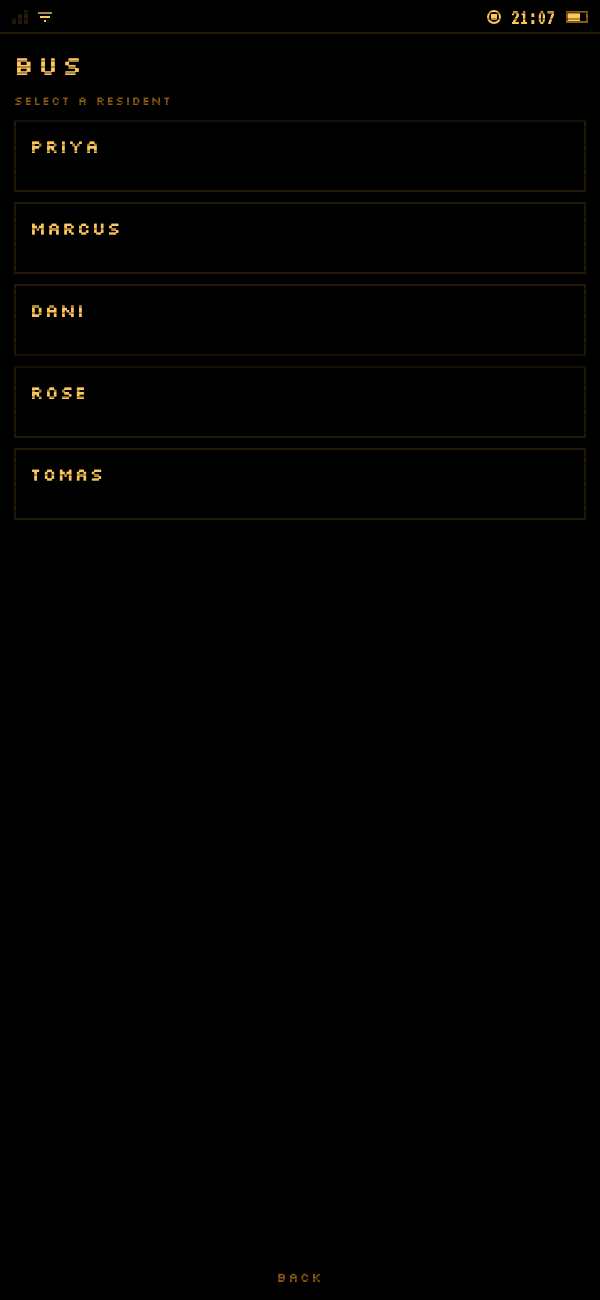 21:07
BUS
SELECT A RESIDENT
PRIYA
MARCUS
DANI
ROSE
TOMAS
BACK